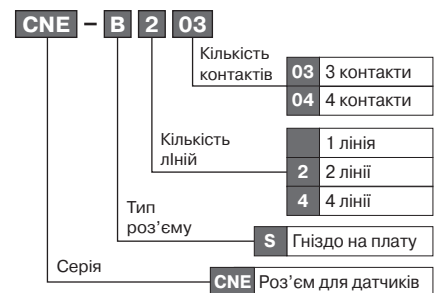 CNE – B 2 03
Кількість
контактів
03 3 контакти
04 4 контакти
Кількість
лІній
1 лінія
2 2 лінії
4 4 лінії
Тип
роз’єму
S Гніздо на плату
Серія
CNE Роз’єм для датчиків